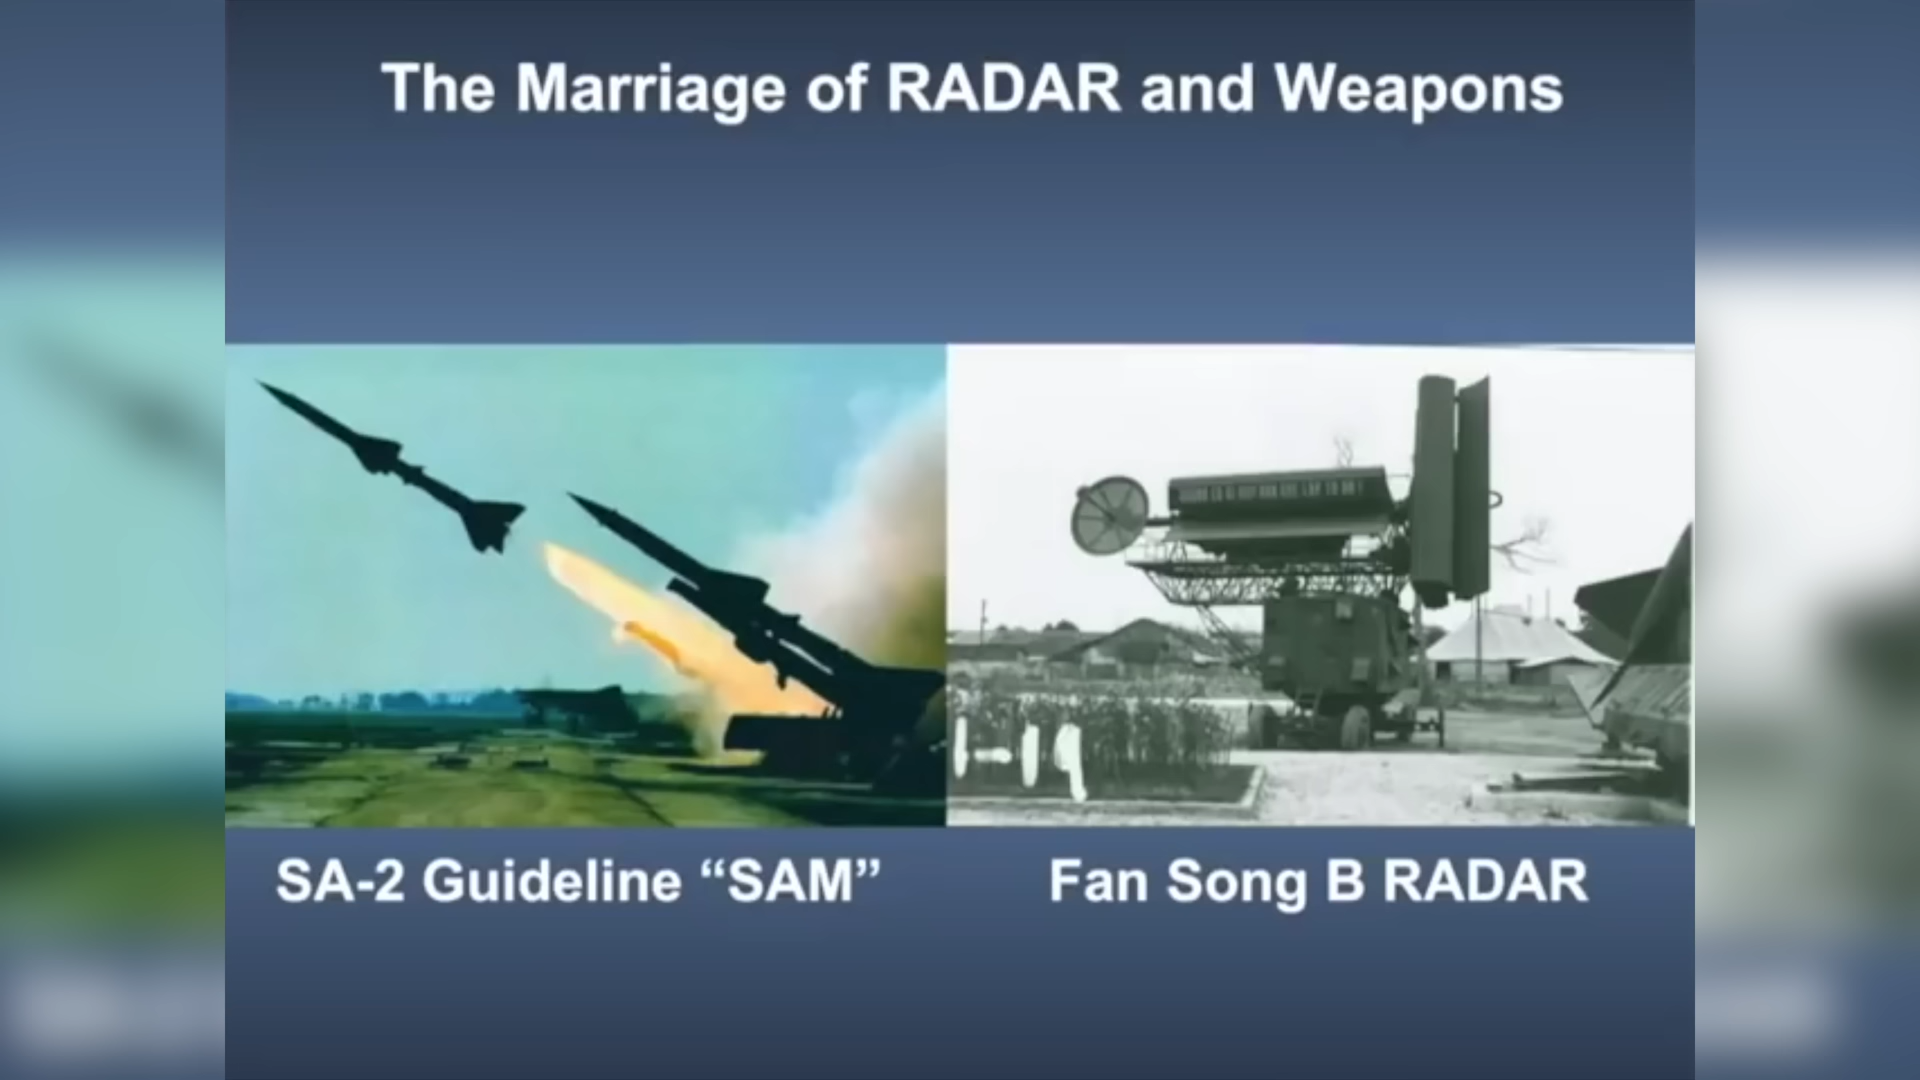 The Marriage of RADAR and Weapons
SA-2 Guideline “SAM”
Fan Song B RADAR